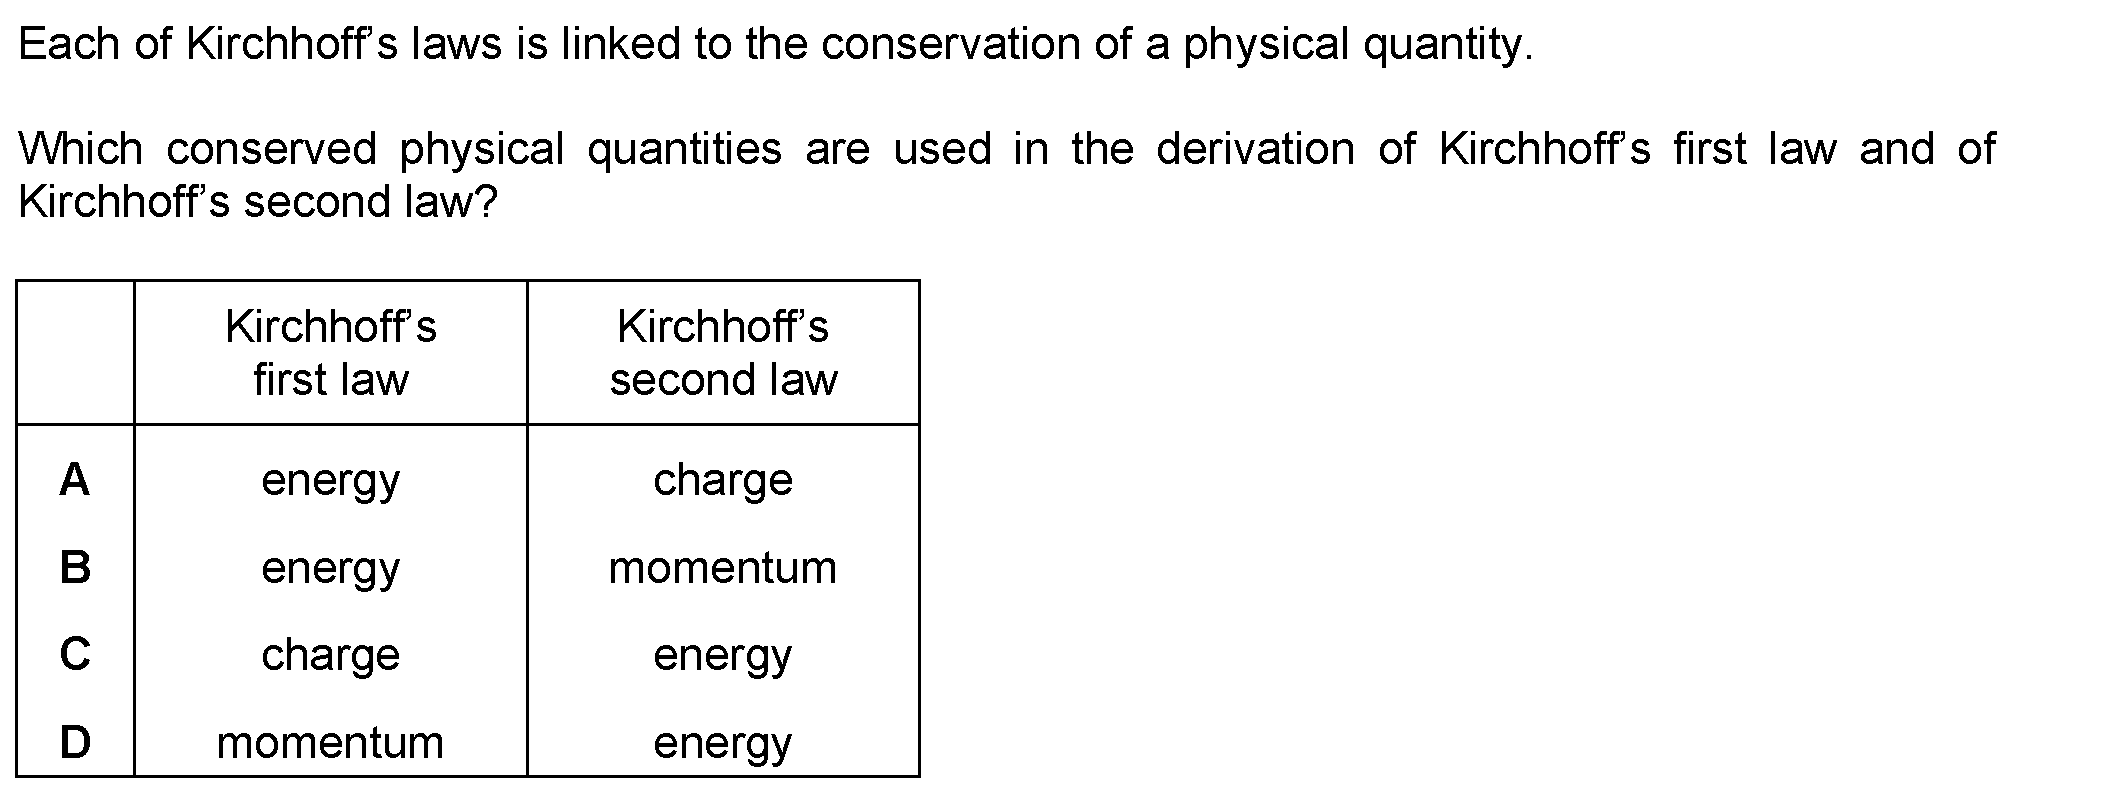 Each of Kirchhoff’s laws is linked to the conservation of a physical quantity.
Which conserved physical quantities are used in the derivation of Kirchhoff’s first law and of
Kirchhoff’s second law?
Kirchhoff’s first law Kirchhoff’s second law
A energy charge
B energy momentum
C charge energy
D momentum energy